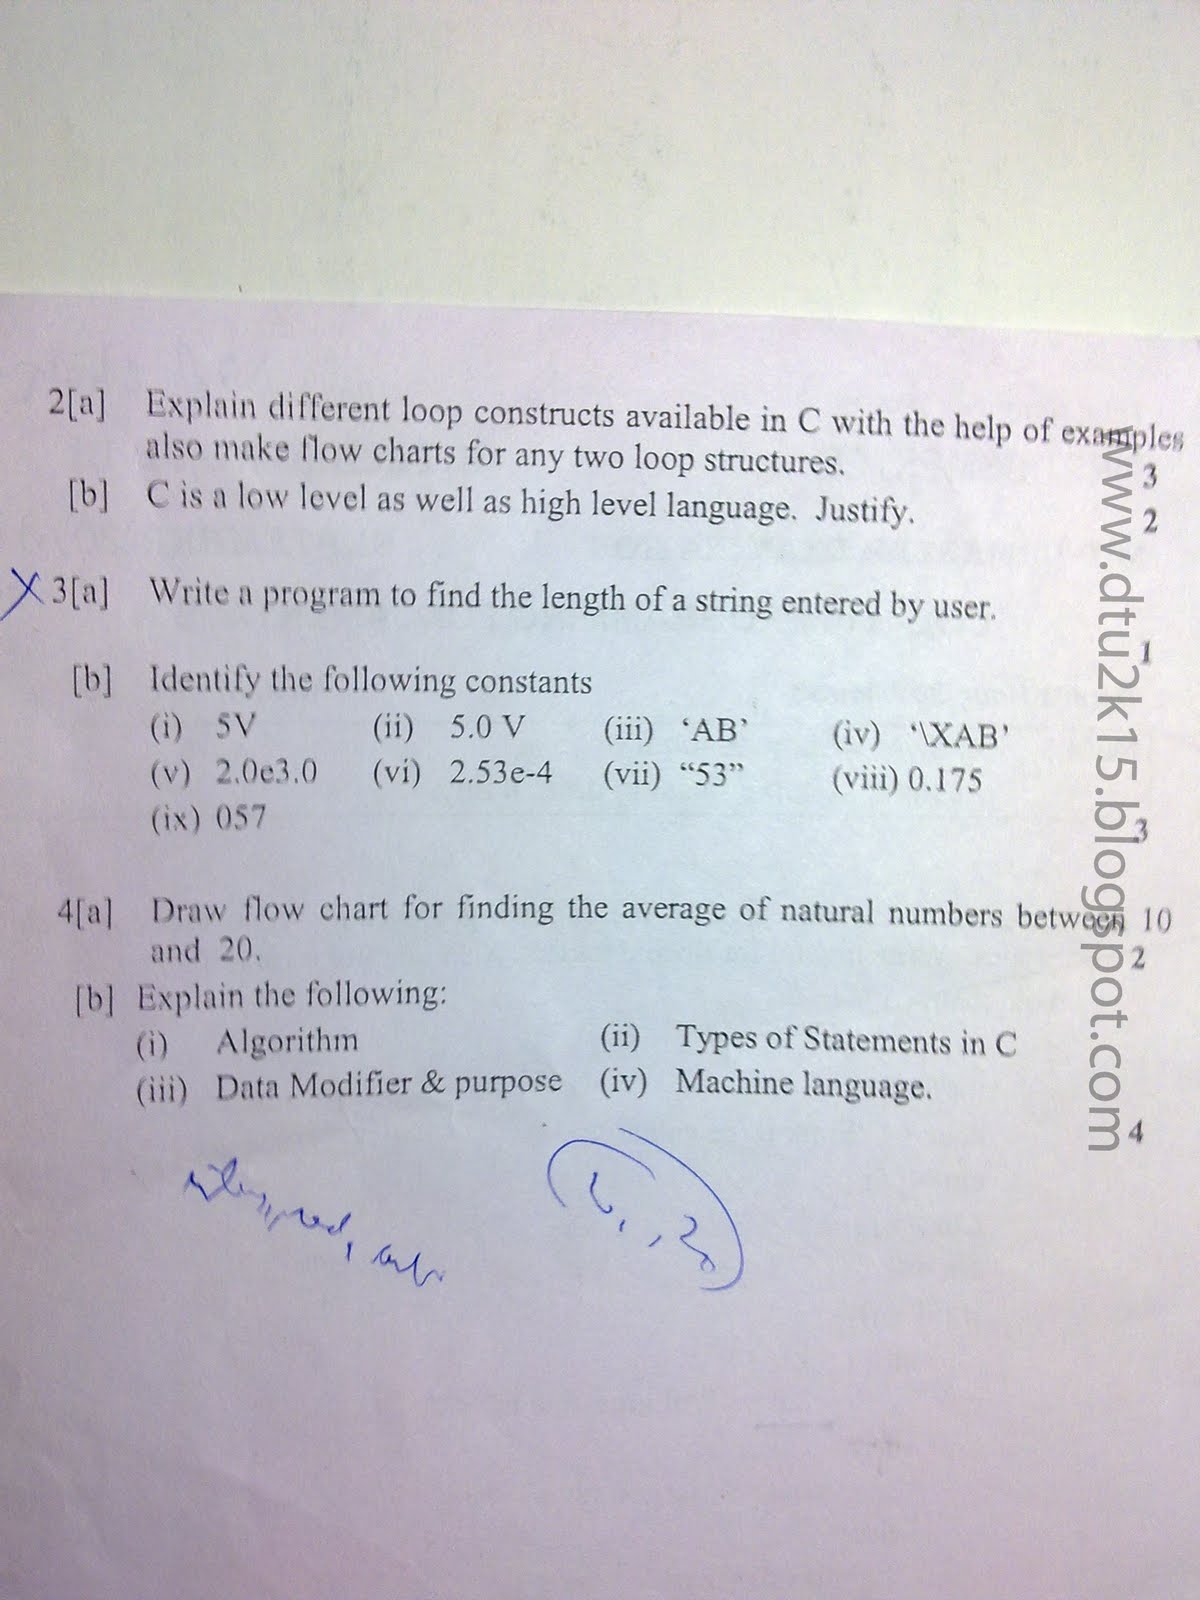 2[a] Explain different loop constructs available in C with the help of examples
also make flow charts for any two loop structures.
3
[b] C is a low level as well as high level language. Justify.
2
X 3[a] Write a program to find the length of a string entered by user.
1
[b] Identify the following constants
(i) 5V (ii) 5.0 V (iii) ‘AB’ (iv) ‘\XAB’
(v) 2.0e3.0 (vi) 2.53e-4 (vii) “53” (viii) 0.175
(ix) 057
3
4[a] Draw flow chart for finding the average of natural numbers between 10
and 20.
2
[b] Explain the following:
(i) Algorithm (ii) Types of Statements in C
(iii) Data Modifier & purpose (iv) Machine language.
4
www.dtu2k15.blogspot.com